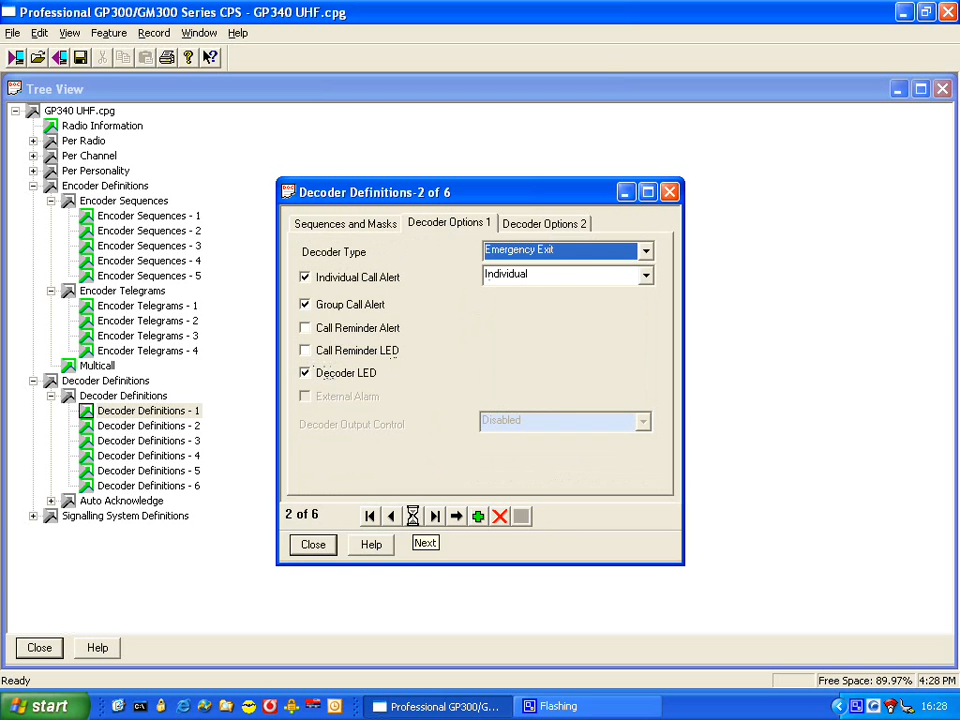 Professional GP300/GM300 Series CPS - GP340 UHF.cpg
File Edit View Feature Record Window Help
Tree View
GP340 UHF.cpg
Radio Information
Per Radio
Per Channel
Per Personality
Encoder Definitions
Encoder Sequences
Encoder Sequences - 1
Encoder Sequences - 2
Encoder Sequences - 3
Encoder Sequences - 4
Encoder Sequences - 5
Encoder Telegrams
Encoder Telegrams - 1
Encoder Telegrams - 2
Encoder Telegrams - 3
Encoder Telegrams - 4
Multicall
Decoder Definitions
Decoder Definitions
Decoder Definitions - 1
Decoder Definitions - 2
Decoder Definitions - 3
Decoder Definitions - 4
Decoder Definitions - 5
Decoder Definitions - 6
Auto Acknowledge
Signalling System Definitions
Decoder Definitions-2 of 6
Sequences and Masks Decoder Options 1 Decoder Options 2
Decoder Type Emergency Exit
Individual Call Alert Individual
Group Call Alert
Call Reminder Alert
Call Reminder LED
Decoder LED
External Alarm
Decoder Output Control Disabled
2 of 6
Close Help Next
Close Help
Ready Free Space: 89.97% 4:28 PM
start Professional GP300/G... Flashing 16:28